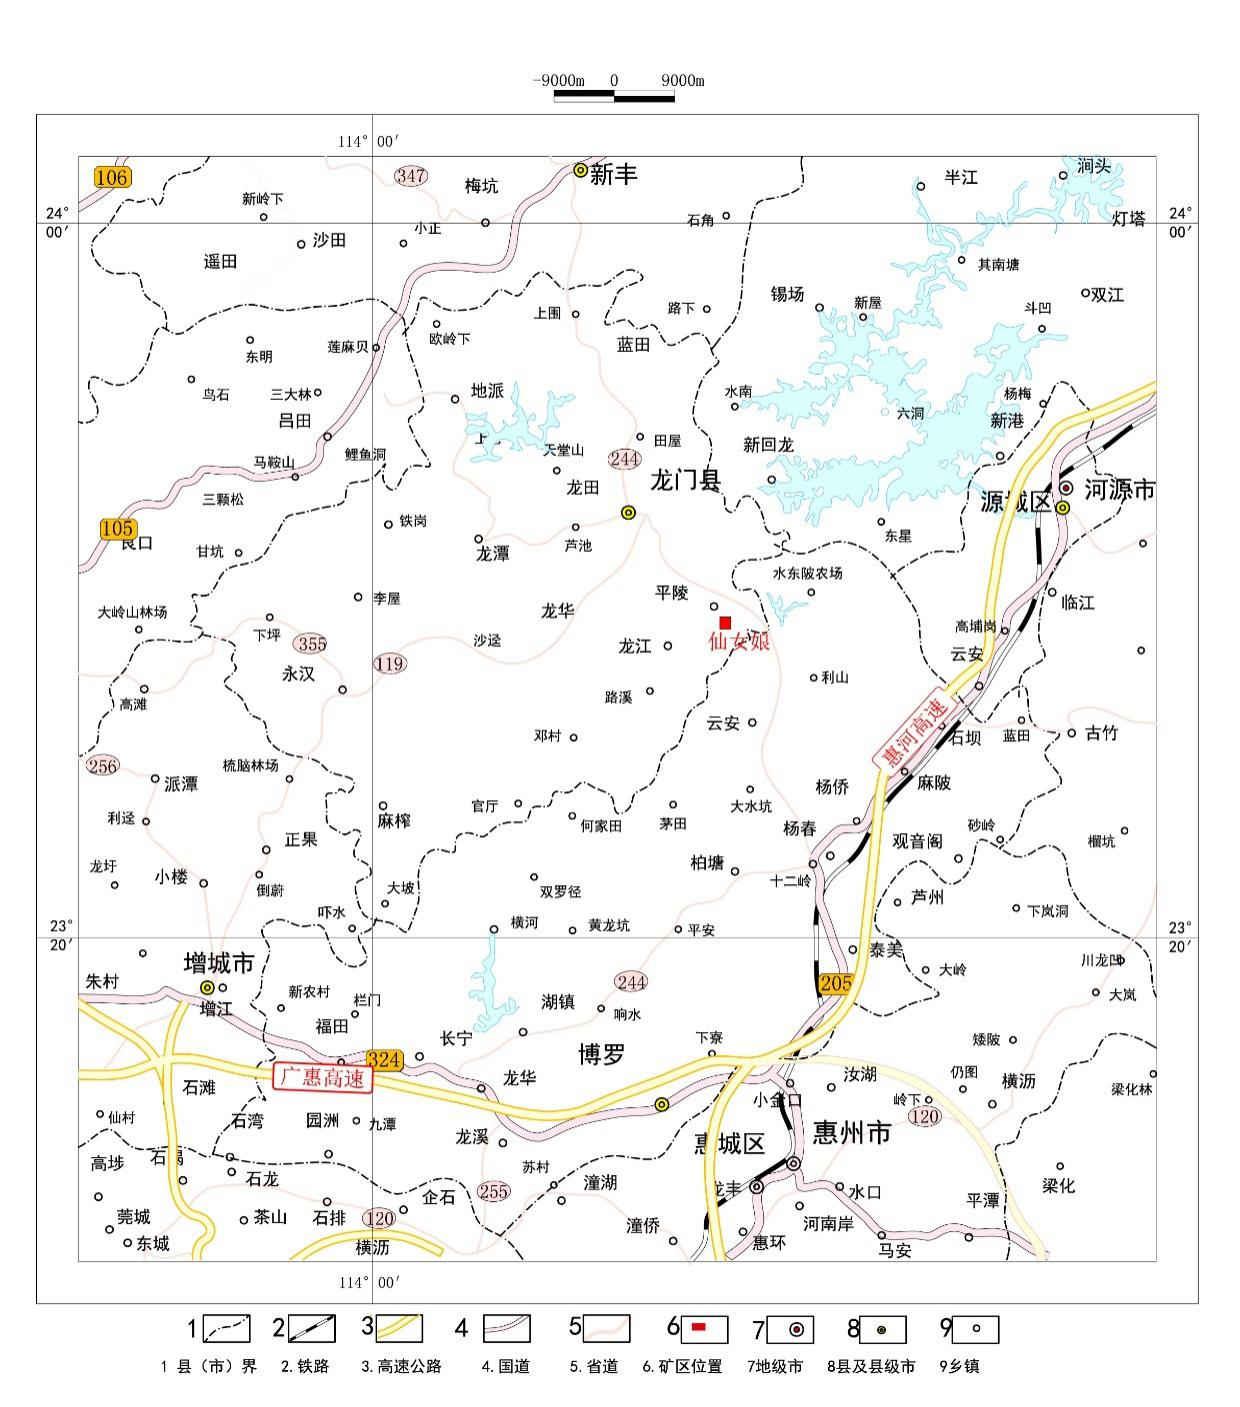 -9000m 0 9000m
114° 00′
106
347
新丰
梅坑
半江
涧头
新岭下
石角
灯塔
24° 00′
24° 00′
小正
沙田
遥田
其南塘
锡场
新屋
双江
上围
路下
斗凹
欧岭下
蓝田
莲麻贝
东明
乌石
三大林
地派
水南
杨梅
六洞
新港
吕田
田屋
新回龙
天堂山
鲤鱼洞
马鞍山
244
龙田
龙门县
源城区
河源市
三颗松
105
良口
铁岗
东星
甘坑
龙潭
芦池
水东陂农场
平陵
李屋
临江
大岭山林场
龙华
下坪
高埔岗
355
沙迳
龙江
仙女娘
云安
119
永汉
利山
高滩
路溪
惠河高速
云安
邓村
石坝
蓝田
古竹
256
梳脑林场
派潭
杨侨
麻陂
官厅
大水坑
利迳
麻榨
何家田
茅田
杨春
砂岭
正果
观音阁
榴坑
龙圩
小楼
柏塘
十二岭
倒蔚
大坡
双罗径
芦州
吓水
下岚洞
横河
黄龙坑
平安
23° 20′
23° 20′
泰美
增城市
川龙凹
大岭
朱村
244
205
新农村
栏门
湖镇
大岚
增江
响水
福田
长宁
下寮
矮陂
博罗
324
广惠高速
龙华
石滩
汝湖
仍图
横沥
梁化林
小金口
岭下
仙村
石湾
园洲
九潭
120
龙溪
惠城区
惠州市
高埗
石碣
苏村
石龙
潼湖
龙丰
水口
梁化
255
企石
平潭
莞城
茶山
石排
120
河南岸
潼侨
东城
横沥
惠环
马安
114° 00′
1 2 3 4 5 6 7 8 9
1 县（市）界 2.铁路 3.高速公路 4.国道 5.省道 6.矿区位置 7地级市 8县及县级市 9乡镇